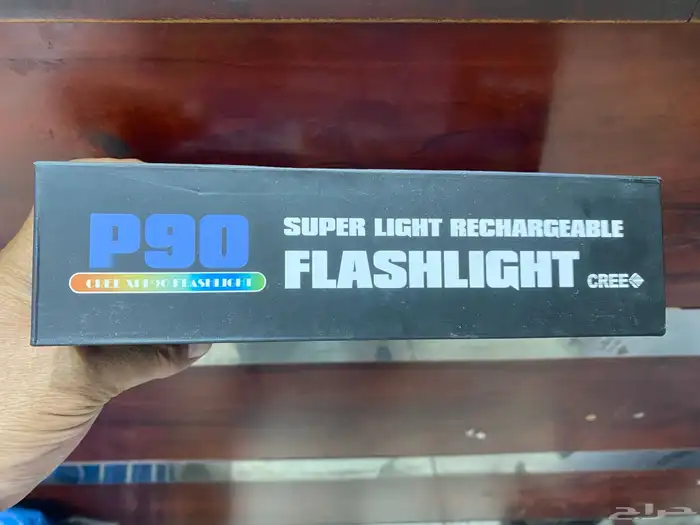 P90
CREE XHP90 FLASHLIGHT
SUPER LIGHT RECHARGEABLE
FLASHLIGHT
CREE
حراج